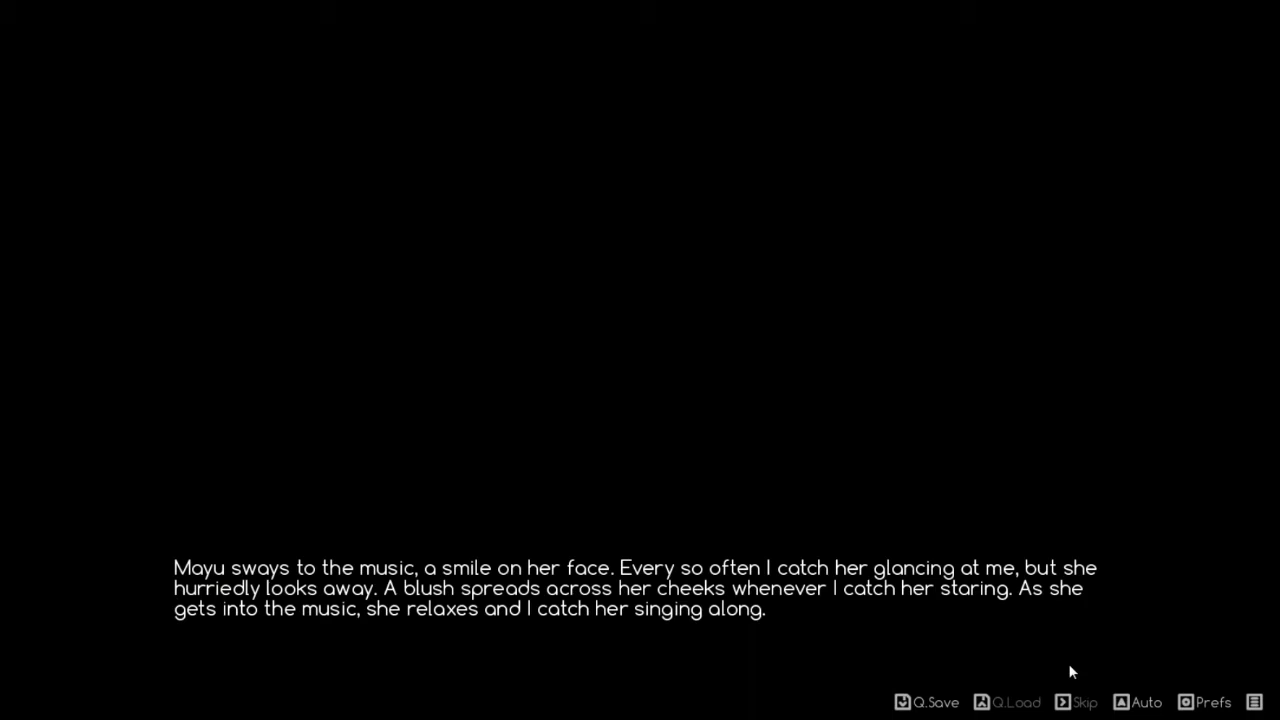 Mayu sways to the music, a smile on her face. Every so often I catch her glancing at me, but she
hurriedly looks away. A blush spreads across her cheeks whenever I catch her staring. As she
gets into the music, she relaxes and I catch her singing along.
Q.Save Q.Load Skip Auto Prefs